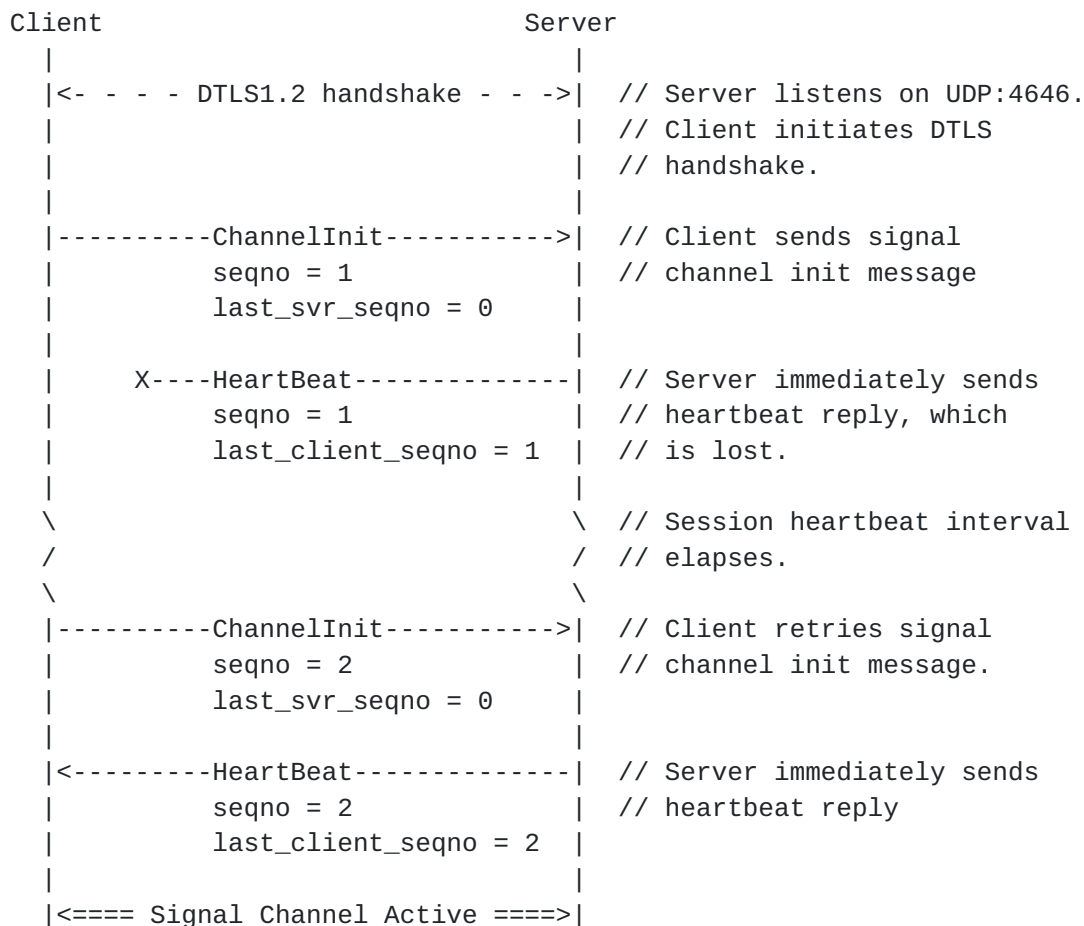 Client                           Server
  |                                  |
  |<- - - - DTLS1.2 handshake - - ->|  // Server listens on UDP:4646.
  |                                  |  // Client initiates DTLS
  |                                  |  // handshake.
  |                                  |
  |----------ChannelInit----------->|  // Client sends signal
  |          seqno = 1               |  // channel init message
  |          last_svr_seqno = 0      |
  |                                  |
  |     X----HeartBeat--------------|  // Server immediately sends
  |          seqno = 1               |  // heartbeat reply, which
  |          last_client_seqno = 1   |  // is lost.
  |                                  |
  \                                  \  // Session heartbeat interval
  /                                  /  // elapses.
  \                                  \
  |----------ChannelInit----------->|  // Client retries signal
  |          seqno = 2               |  // channel init message.
  |          last_svr_seqno = 0      |
  |                                  |
  |<---------HeartBeat--------------|  // Server immediately sends
  |          seqno = 2               |  // heartbeat reply
  |          last_client_seqno = 2   |
  |                                  |
  |<==== Signal Channel Active ====>|